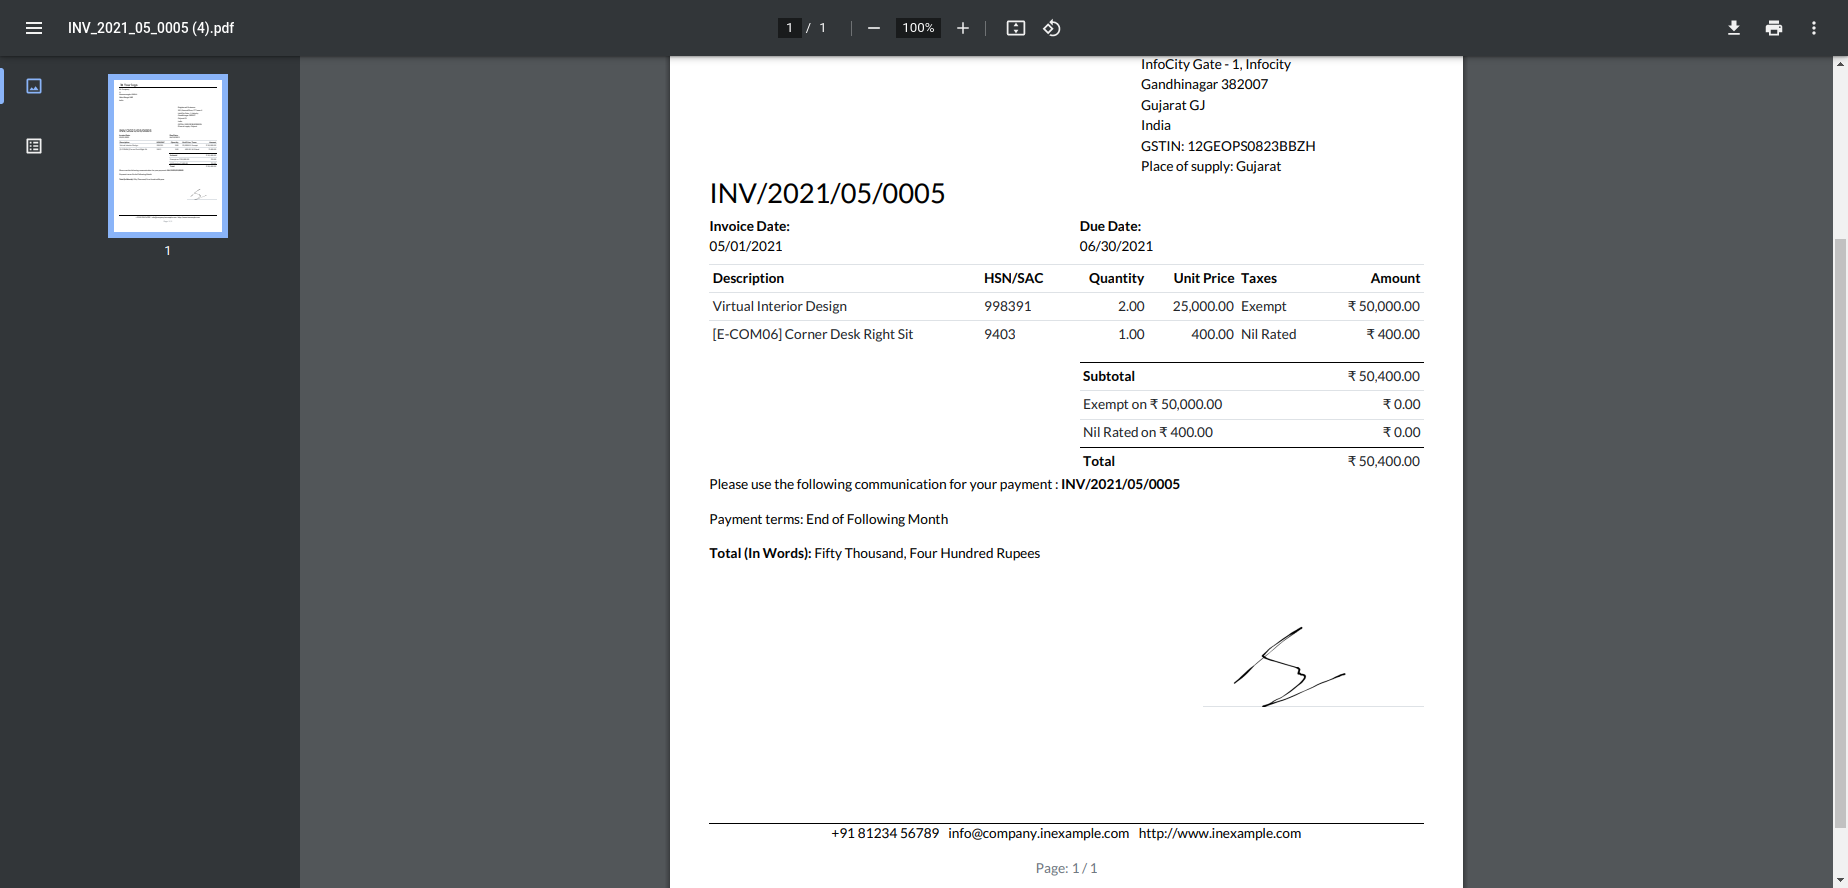 INV_2021_05_0005 (4).pdf
1 / 1
100%
1
InfoCity Gate - 1, Infocity
Gandhinagar 382007
Gujarat GJ
India
GSTIN: 12GEOPS0823BBZH
Place of supply: Gujarat
INV/2021/05/0005
Invoice Date: Due Date:
05/01/2021 06/30/2021
Description HSN/SAC Quantity Unit Price Taxes Amount
Virtual Interior Design 998391 2.00 25,000.00 Exempt ₹ 50,000.00
[E-COM06] Corner Desk Right Sit 9403 1.00 400.00 Nil Rated ₹ 400.00
Subtotal ₹ 50,400.00
Exempt on ₹ 50,000.00 ₹ 0.00
Nil Rated on ₹ 400.00 ₹ 0.00
Total ₹ 50,400.00
Please use the following communication for your payment : INV/2021/05/0005
Payment terms: End of Following Month
Total (In Words): Fifty Thousand, Four Hundred Rupees
+91 81234 56789 info@company.inexample.com http://www.inexample.com
Page: 1 / 1